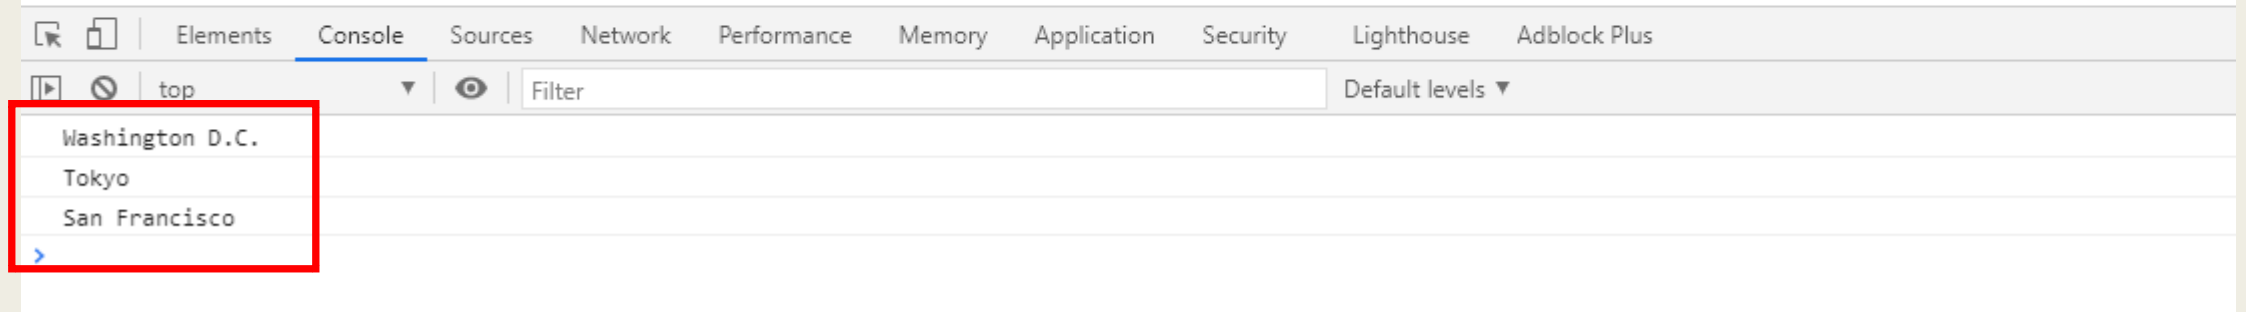 Elements Console Sources Network Performance Memory Application Security Lighthouse Adblock Plus
top Filter Default levels
Washington D.C.
Tokyo
San Francisco